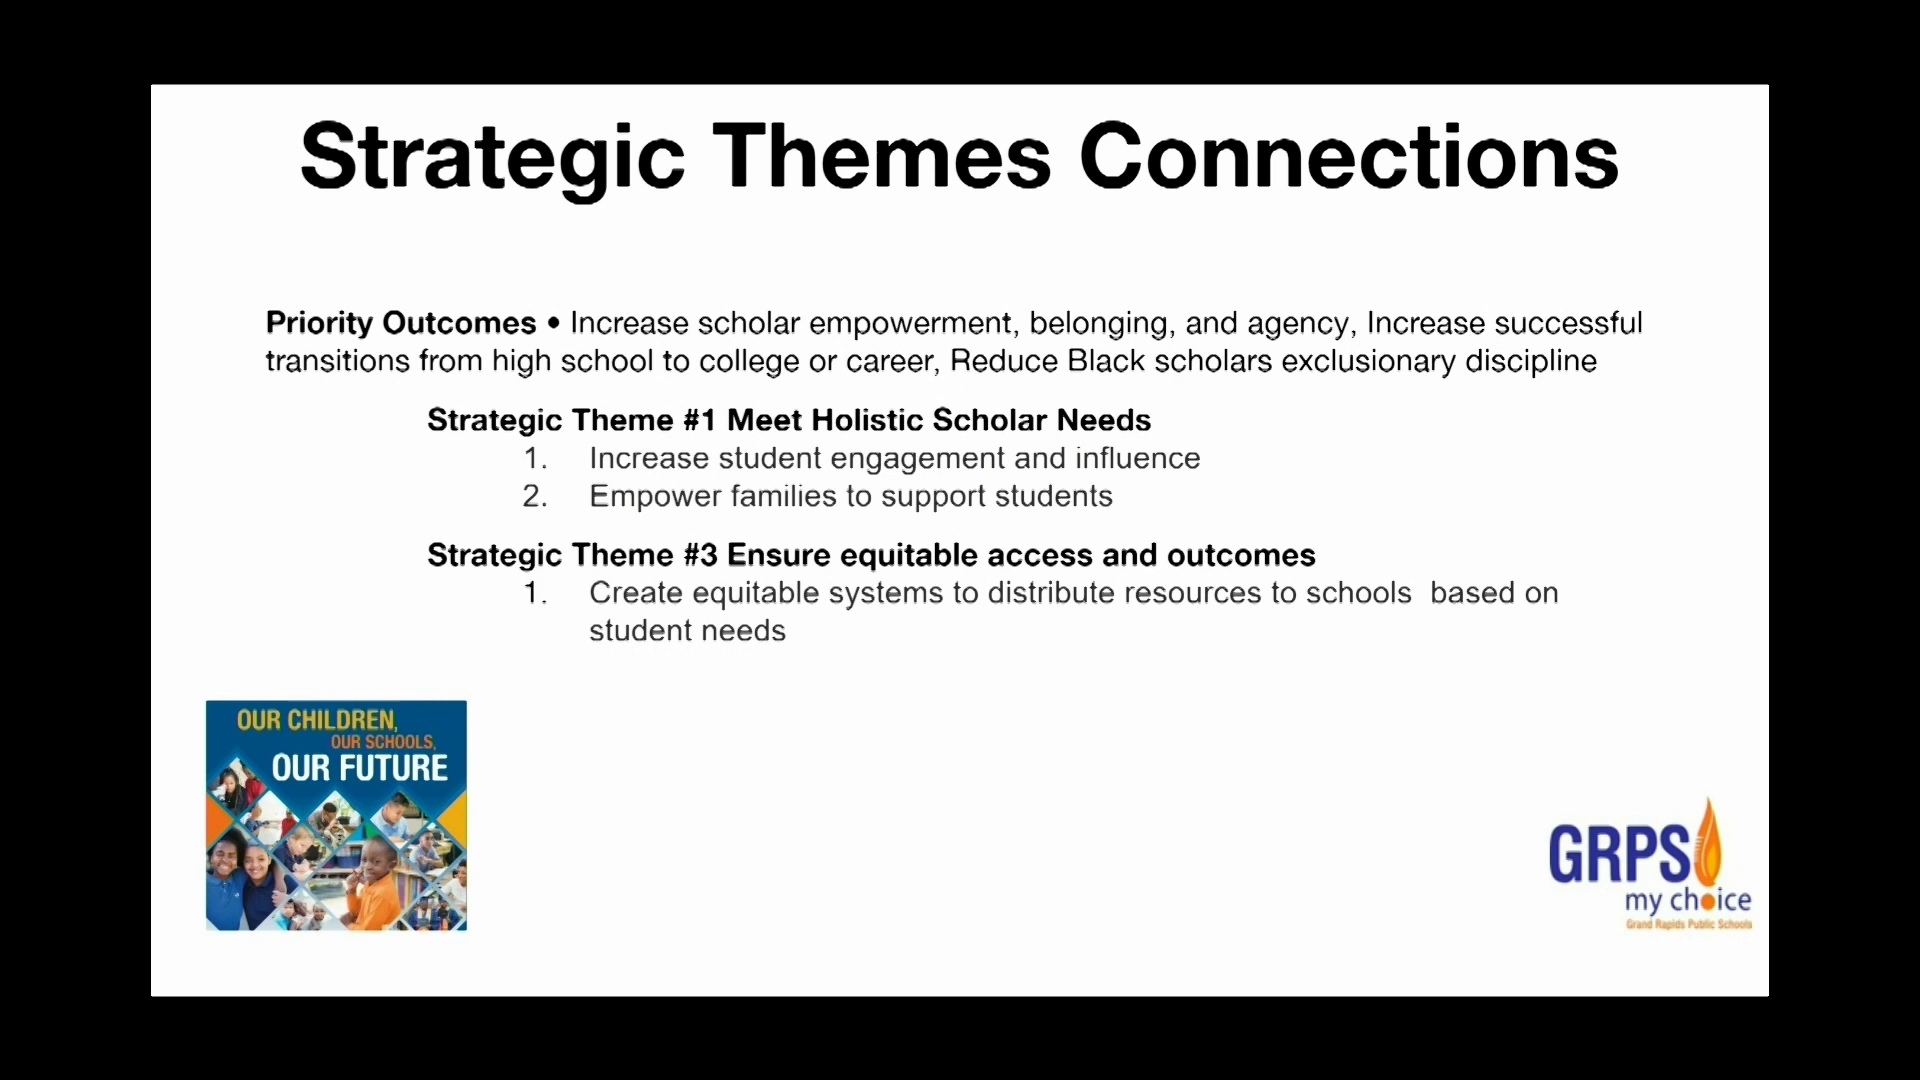 Strategic Themes Connections
Priority Outcomes • Increase scholar empowerment, belonging, and agency, Increase successful
transitions from high school to college or career, Reduce Black scholars exclusionary discipline
Strategic Theme #1 Meet Holistic Scholar Needs
1. Increase student engagement and influence
2. Empower families to support students
Strategic Theme #3 Ensure equitable access and outcomes
1. Create equitable systems to distribute resources to schools  based on
student needs
OUR CHILDREN,
OUR SCHOOLS,
OUR FUTURE
GRPS
my choice
Grand Rapids Public Schools